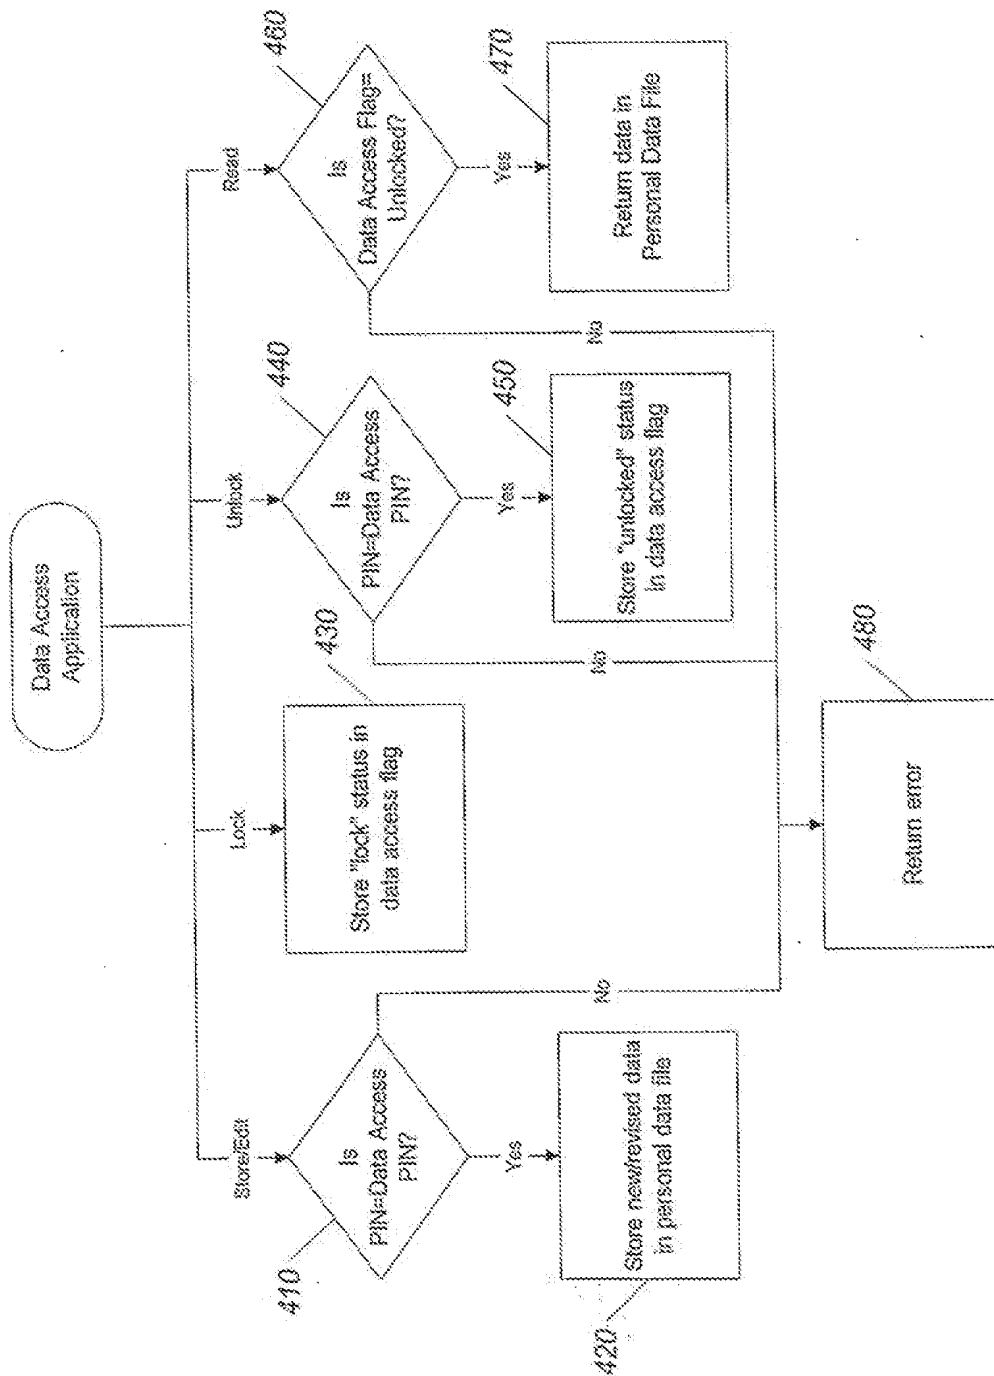 Data Access
Application
Store/Edit
Lock
Unlock
Read
410
Is
PIN=Data Access
PIN?
Yes
No
420
Store new/revised data
in personal data file
430
Store "lock" status in
data access flag
440
Is
PIN=Data Access
PIN?
Yes
No
450
Store "unlocked" status
in data access flag
460
Is
Data Access Flag=
Unlocked?
Yes
No
470
Return data in
Personal Data File
480
Return error